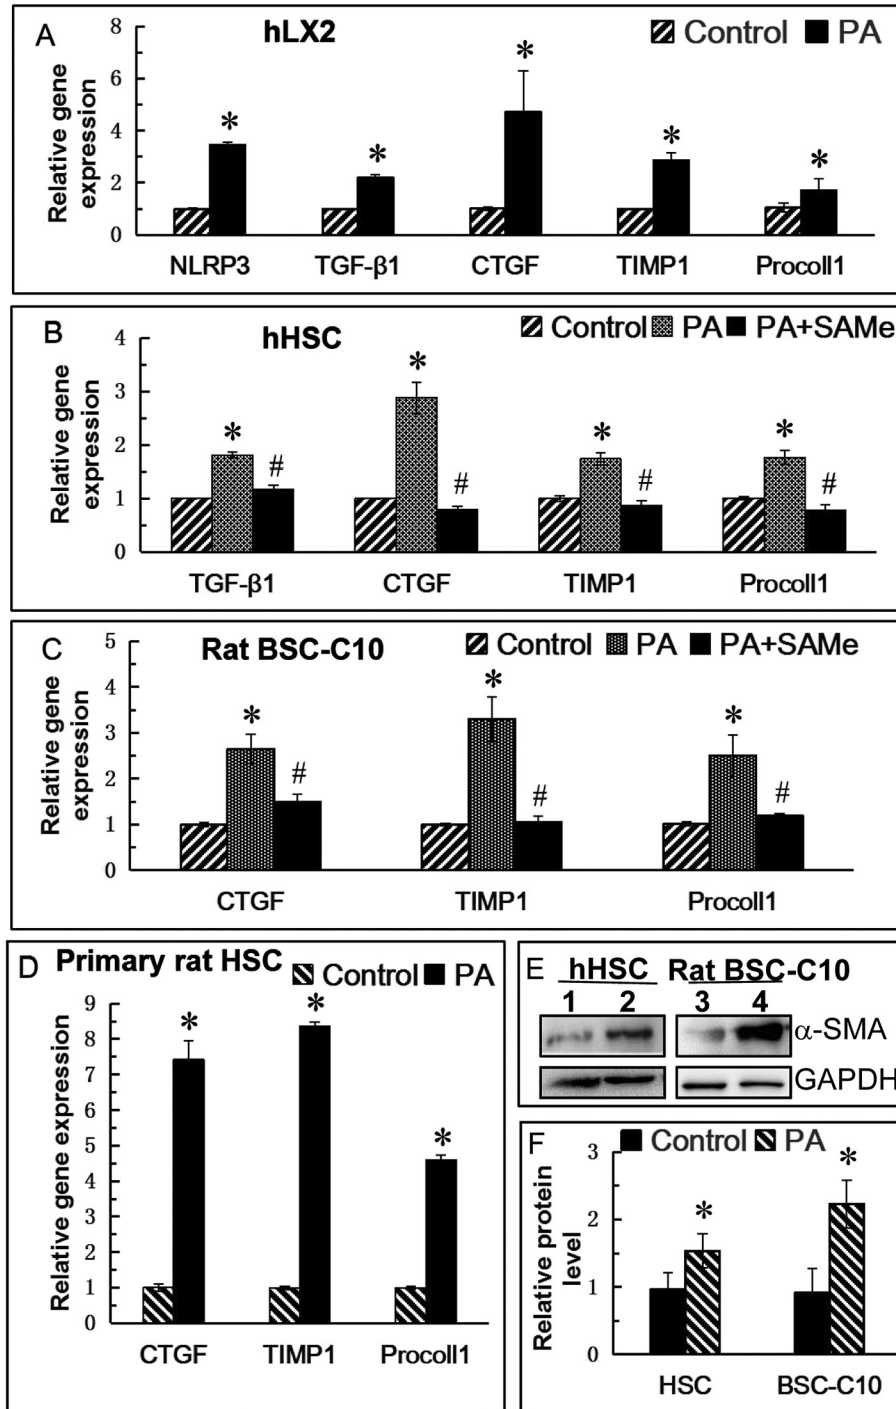 A
hLX2
Control PA
Relative gene
expression
8
6
4
2
0
* * * * *
NLRP3 TGF-β1 CTGF TIMP1 Procoll1
B
hHSC
Control PA PA+SAMe
Relative gene
expression
4
3
2
1
0
* # * # * # * #
TGF-β1 CTGF TIMP1 Procoll1
C
Rat BSC-C10
Control PA PA+SAMe
Relative gene
expression
5
4
3
2
1
0
* # * # * #
CTGF TIMP1 Procoll1
D
Primary rat HSC
Control PA
Relative gene expression
9
8
7
6
5
4
3
2
1
0
* * *
CTGF TIMP1 Procoll1
E
hHSC Rat BSC-C10
1 2 3 4
α-SMA
GAPDH
F
Control PA
Relative protein
level
3
2
1
0
* *
HSC BSC-C10